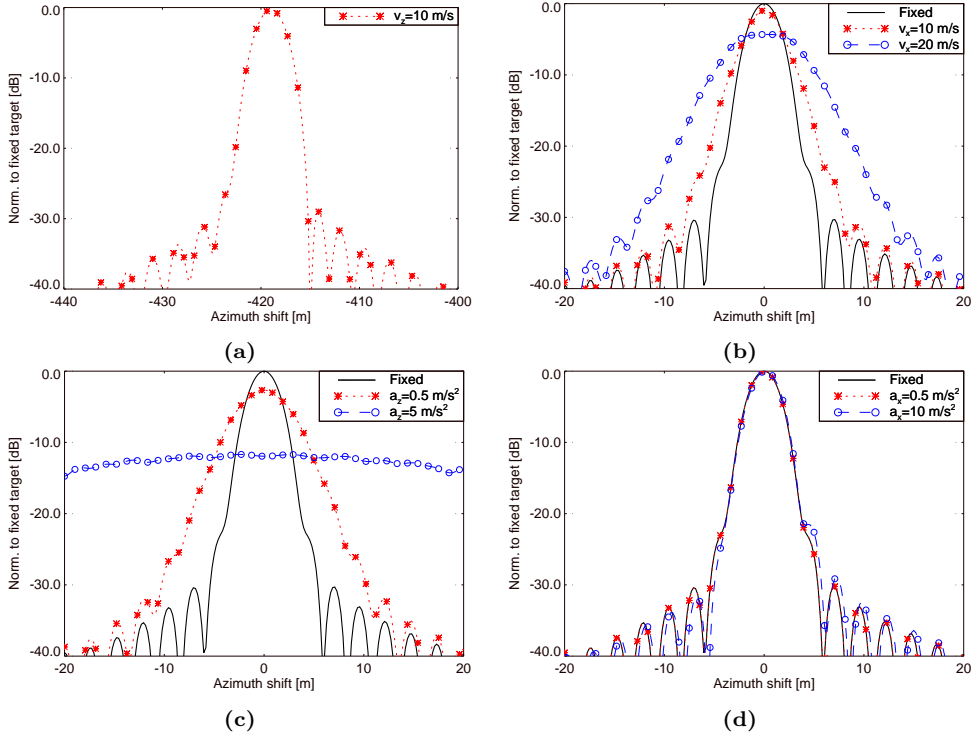 v_z=10 m/s
0.0
-10.0
-20.0
-30.0
-40.0
Norm. to fixed target [dB]
-440
-430
-420
-410
-400
Azimuth shift [m]
(a)
Fixed
v_x=10 m/s
v_x=20 m/s
0.0
-10.0
-20.0
-30.0
-40.0
Norm. to fixed target [dB]
-20
-10
0
10
20
Azimuth shift [m]
(b)
Fixed
a_z=0.5 m/s²
a_z=5 m/s²
0.0
-10.0
-20.0
-30.0
-40.0
Norm. to fixed target [dB]
-20
-10
0
10
20
Azimuth shift [m]
(c)
Fixed
a_x=0.5 m/s²
a_x=10 m/s²
0.0
-10.0
-20.0
-30.0
-40.0
Norm. to fixed target [dB]
-20
-10
0
10
20
Azimuth shift [m]
(d)